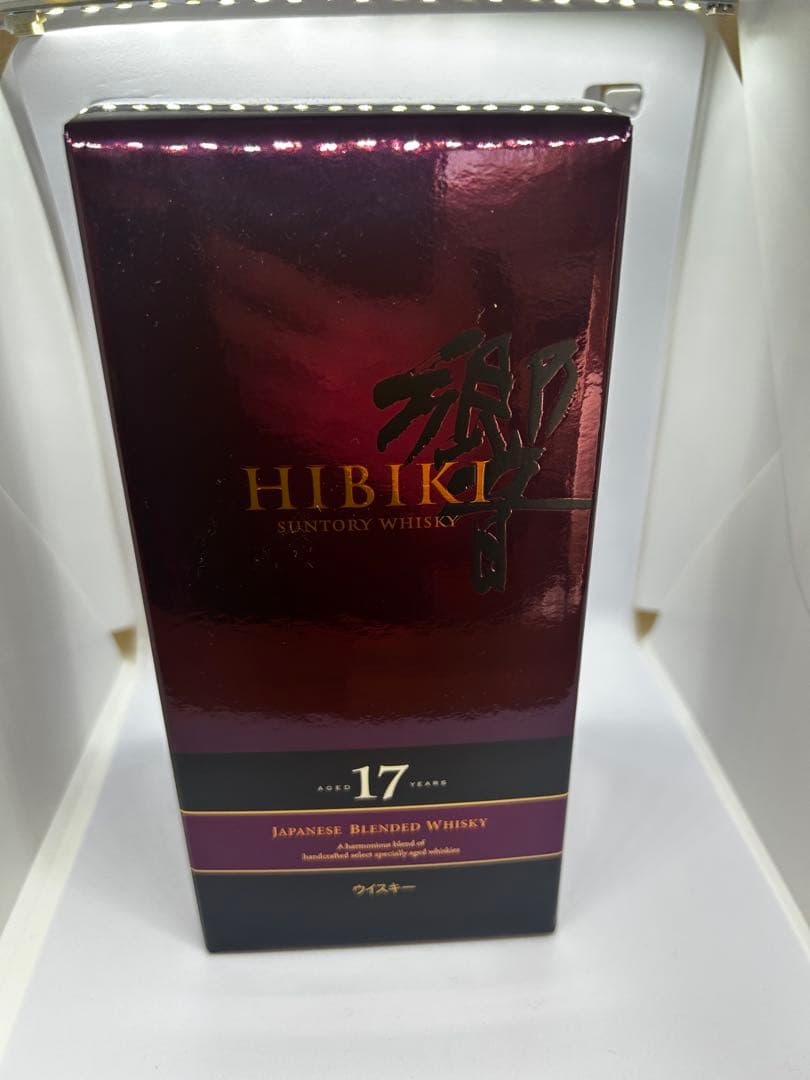 響
HIBIKI
SUNTORY WHISKY
AGED 17 YEARS
JAPANESE BLENDED WHISKY
A harmonious blend of
handcrafted select specially aged whiskies
ウイスキー